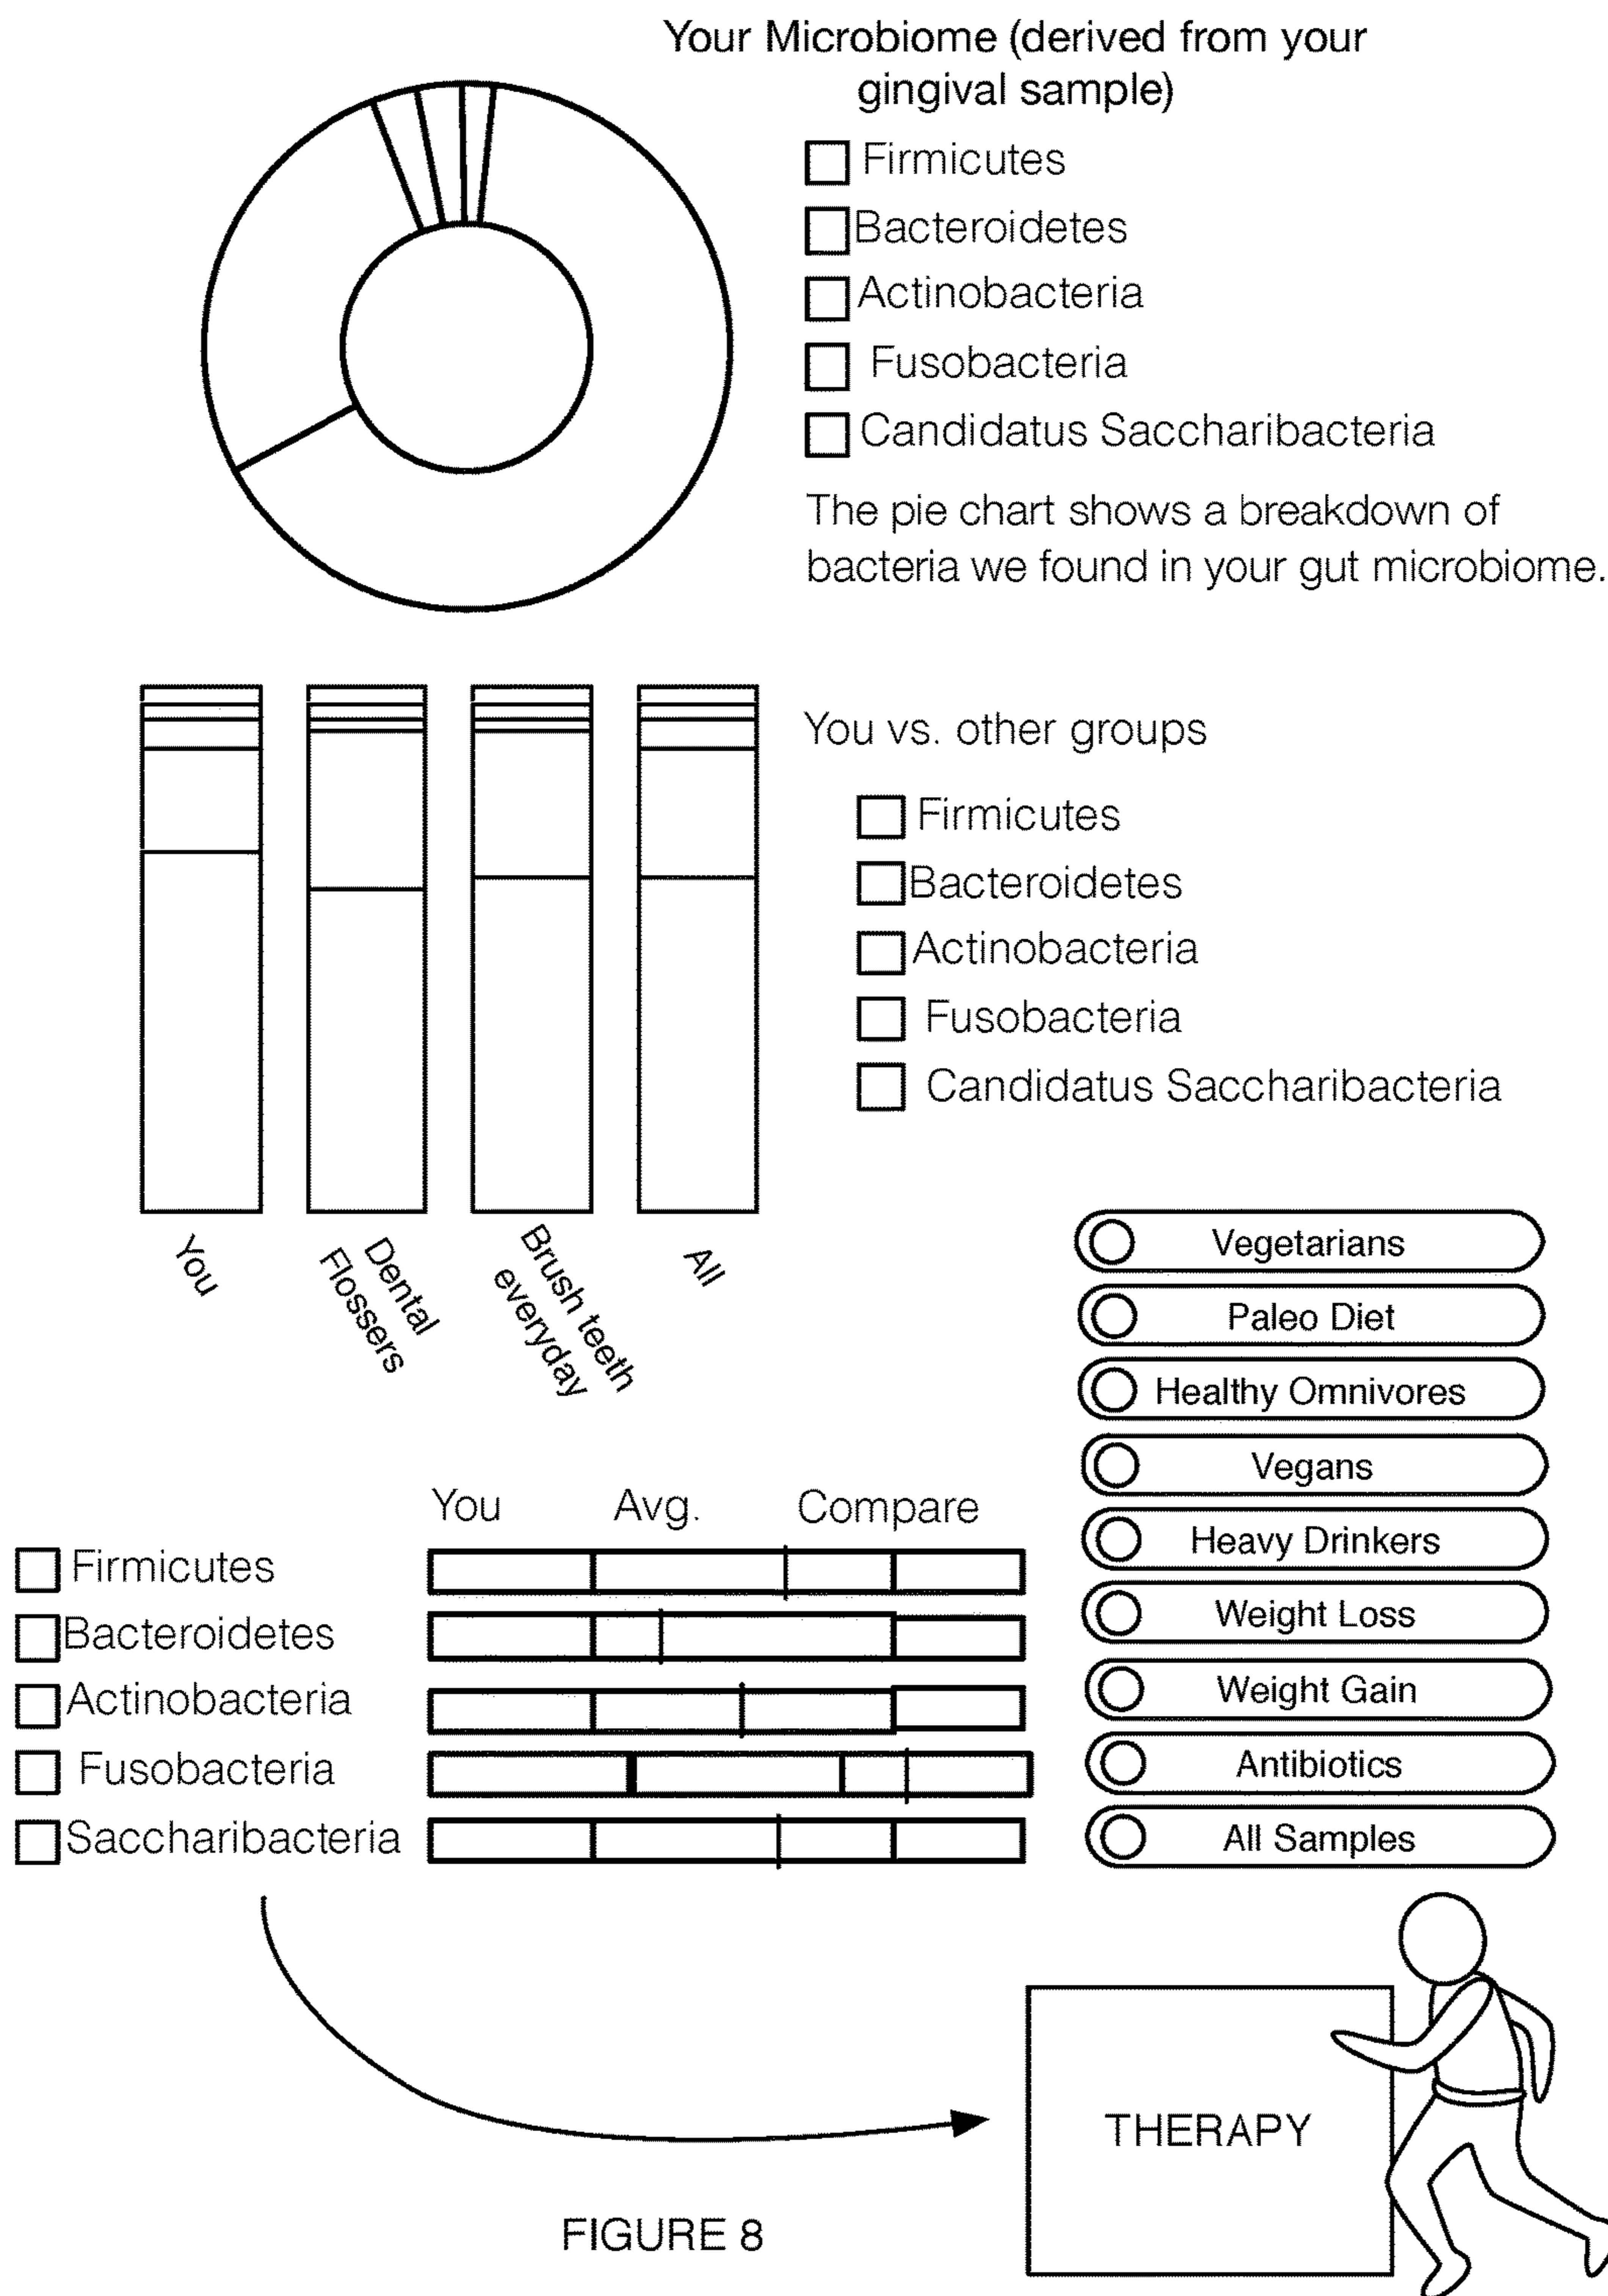 Your Microbiome (derived from your
gingival sample)
Firmicutes
Bacteroidetes
Actinobacteria
Fusobacteria
Candidatus Saccharibacteria
The pie chart shows a breakdown of
bacteria we found in your gut microbiome.
You vs. other groups
Firmicutes
Bacteroidetes
Actinobacteria
Fusobacteria
Candidatus Saccharibacteria
You
Dental
Flossers
Brush teeth
everyday
All
Vegetarians
Paleo Diet
Healthy Omnivores
Vegans
Heavy Drinkers
Weight Loss
Weight Gain
Antibiotics
All Samples
You Avg. Compare
Firmicutes
Bacteroidetes
Actinobacteria
Fusobacteria
Saccharibacteria
THERAPY
FIGURE 8